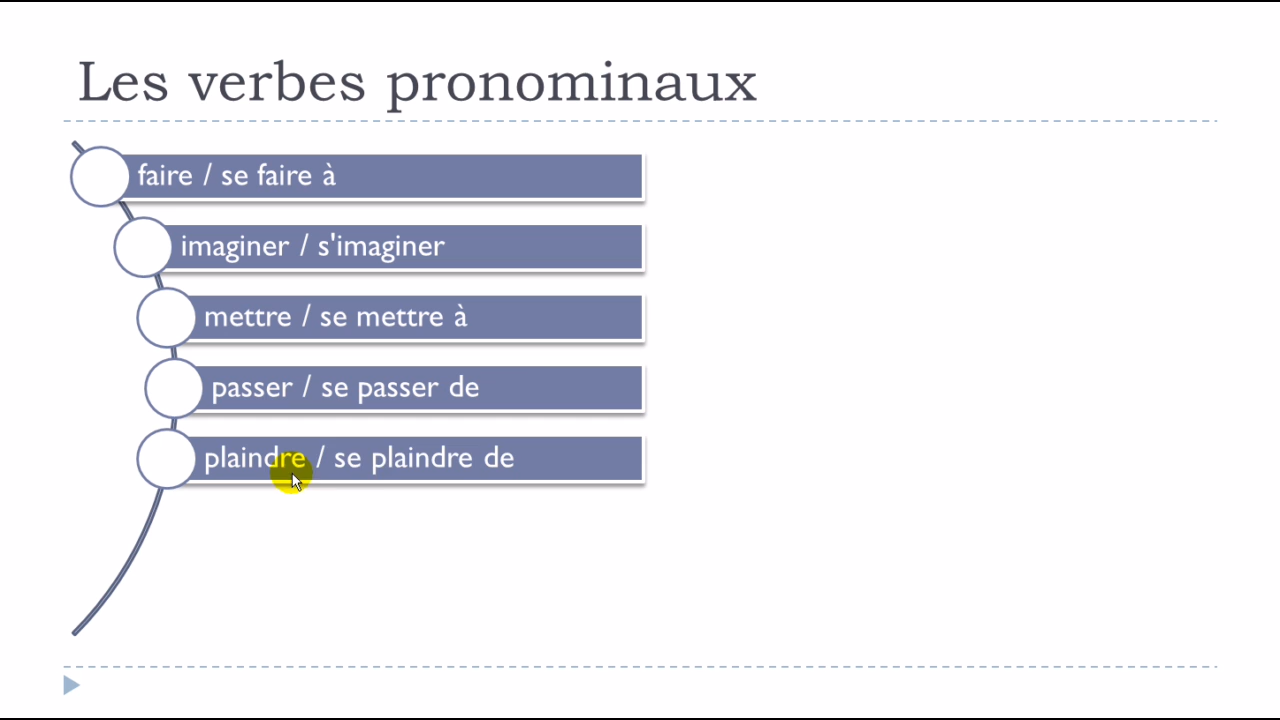 Les verbes pronominaux
faire / se faire à
imaginer / s'imaginer
mettre / se mettre à
passer / se passer de
plaindre / se plaindre de